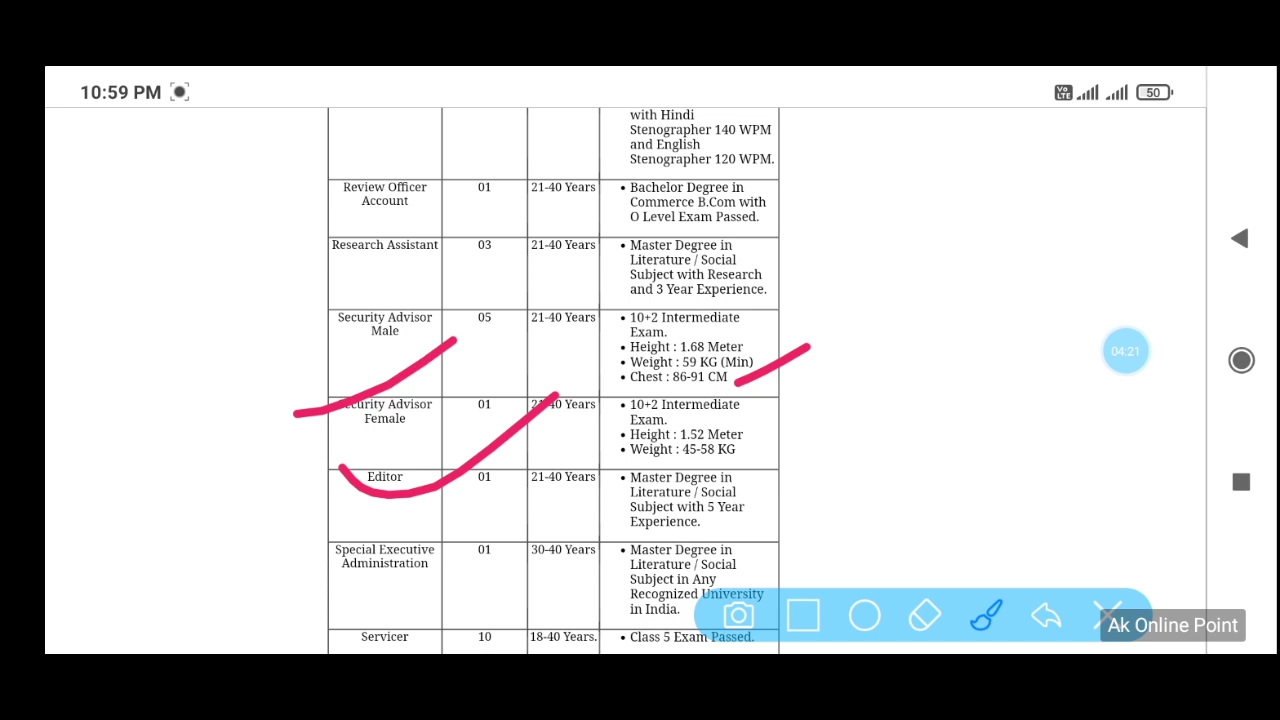 10:59 PM
Vo LTE
50
with Hindi
Stenographer 140 WPM
and English
Stenographer 120 WPM.
Review Officer Account 01 21-40 Years • Bachelor Degree in
Commerce B.Com with
O Level Exam Passed.
Research Assistant 03 21-40 Years • Master Degree in
Literature / Social
Subject with Research
and 3 Year Experience.
Security Advisor
Male
05
21-40 Years
• 10+2 Intermediate
Exam.
• Height : 1.68 Meter
• Weight : 59 KG (Min)
• Chest : 86-91 CM
Security Advisor
Female
01
21-40 Years
• 10+2 Intermediate
Exam.
• Height : 1.52 Meter
• Weight : 45-58 KG
Editor
01
21-40 Years
• Master Degree in
Literature / Social
Subject with 5 Year
Experience.
Special Executive
Administration
01
30-40 Years
• Master Degree in
Literature / Social
Subject in Any
Recognized University
in India.
Servicer
10
18-40 Years.
• Class 5 Exam Passed.
04:21
Ak Online Point